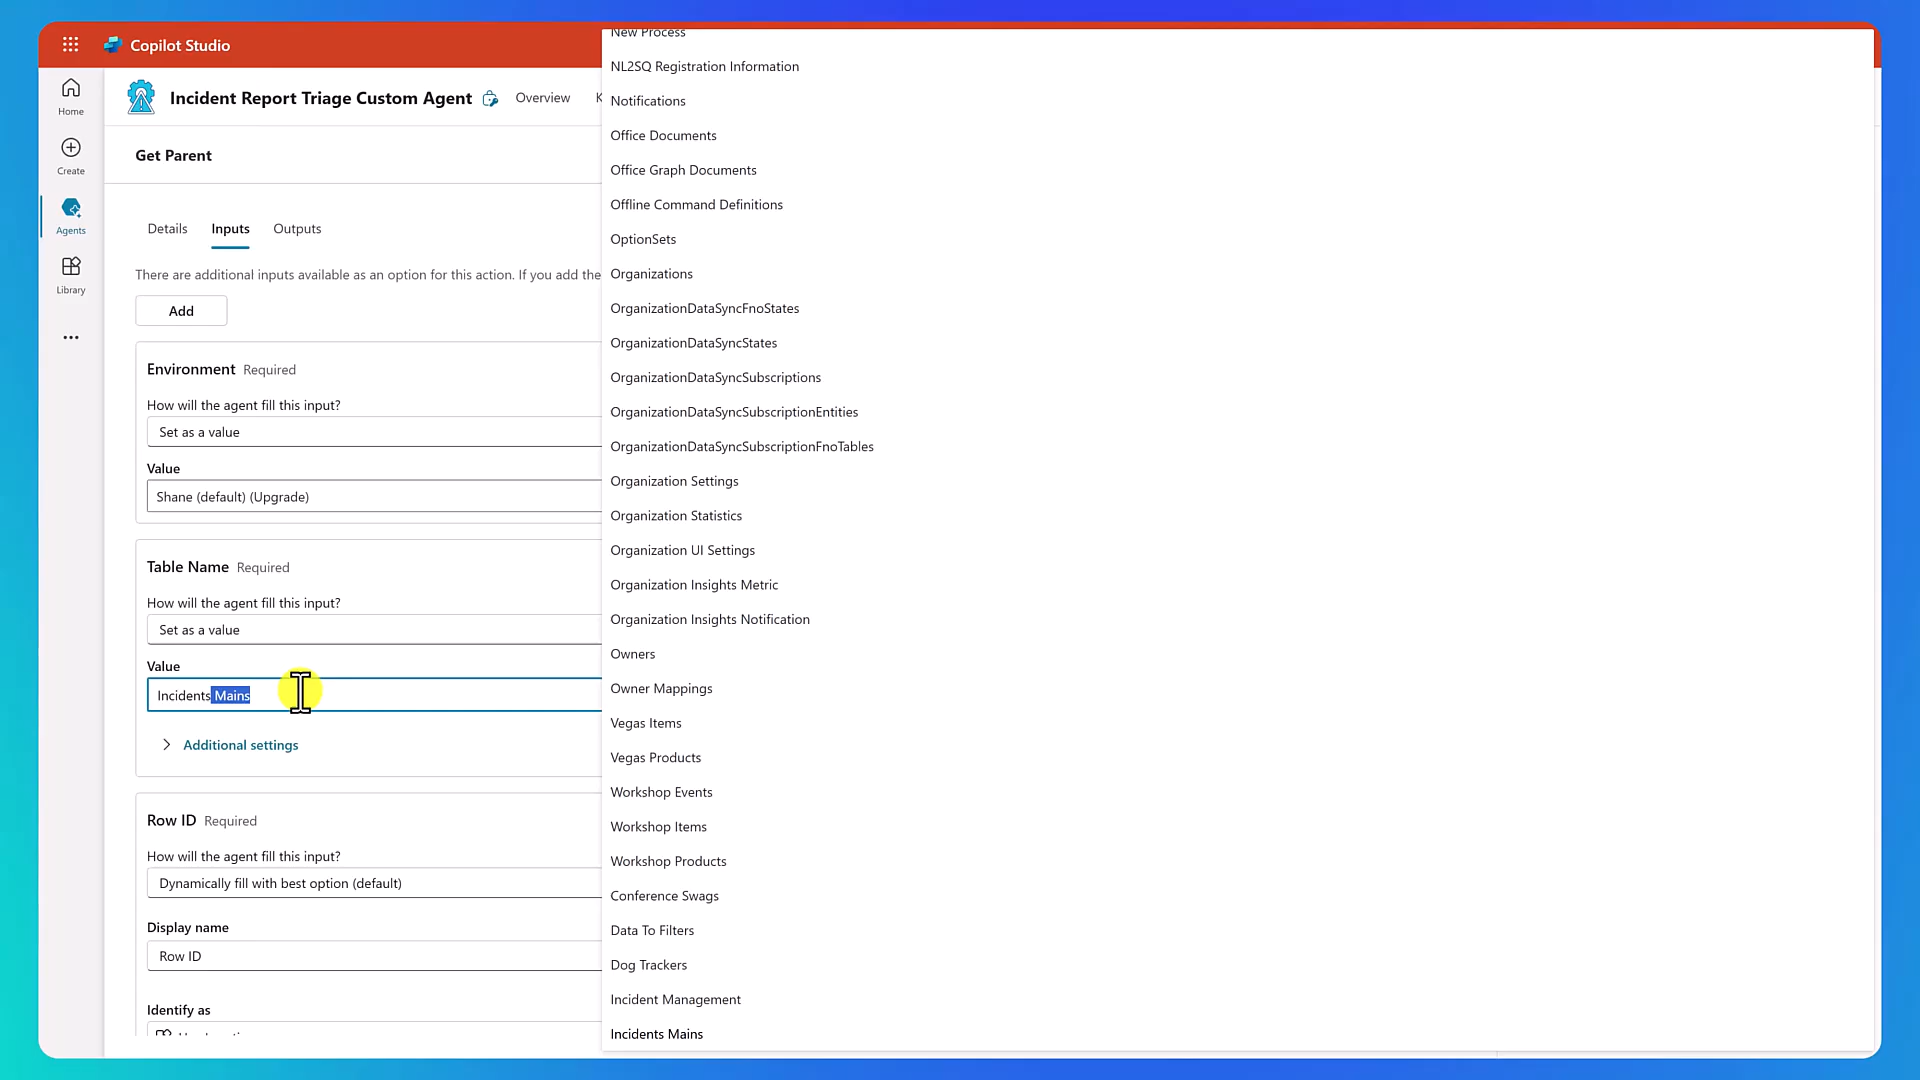 Copilot Studio
Home
Create
Agents
Library
Incident Report Triage Custom Agent
Overview
K
Get Parent
Details
Inputs
Outputs
There are additional inputs available as an option for this action. If you add the
Add
Environment Required
How will the agent fill this input?
Set as a value
Value
Shane (default) (Upgrade)
Table Name Required
How will the agent fill this input?
Set as a value
Value
Incidents Mains
Additional settings
Row ID Required
How will the agent fill this input?
Dynamically fill with best option (default)
Display name
Row ID
Identify as
New Process
NL2SQ Registration Information
Notifications
Office Documents
Office Graph Documents
Offline Command Definitions
OptionSets
Organizations
OrganizationDataSyncFnoStates
OrganizationDataSyncStates
OrganizationDataSyncSubscriptions
OrganizationDataSyncSubscriptionEntities
OrganizationDataSyncSubscriptionFnoTables
Organization Settings
Organization Statistics
Organization UI Settings
Organization Insights Metric
Organization Insights Notification
Owners
Owner Mappings
Vegas Items
Vegas Products
Workshop Events
Workshop Items
Workshop Products
Conference Swags
Data To Filters
Dog Trackers
Incident Management
Incidents Mains